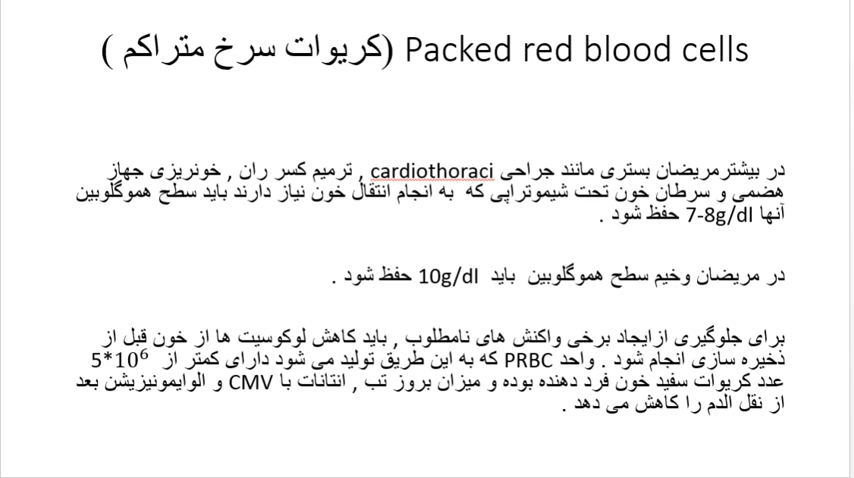 Packed red blood cells (کریوات سرخ متراکم )
در بیشترمریضان بستری مانند جراحی cardiothoraci , ترمیم کسر ران , خونریزی جهاز
هضمی و سرطان خون تحت شیموتراپی که به انجام انتقال خون نیاز دارند باید سطح هموگلوبین
آنها 7-8g/dl حفظ شود .
در مریضان وخیم سطح هموگلوبین باید 10g/dl حفظ شود .
برای جلوگیری ازایجاد برخی واکنش های نامطلوب , باید کاهش لوکوسیت ها از خون قبل از
ذخیره سازی انجام شود . واحد PRBC که به این طریق تولید می شود دارای کمتر از 5*10⁶
عدد کریوات سفید خون فرد دهنده بوده و میزان بروز تب , انتانات با CMV و الوایمونیزیشن بعد
از نقل الدم را کاهش می دهد .